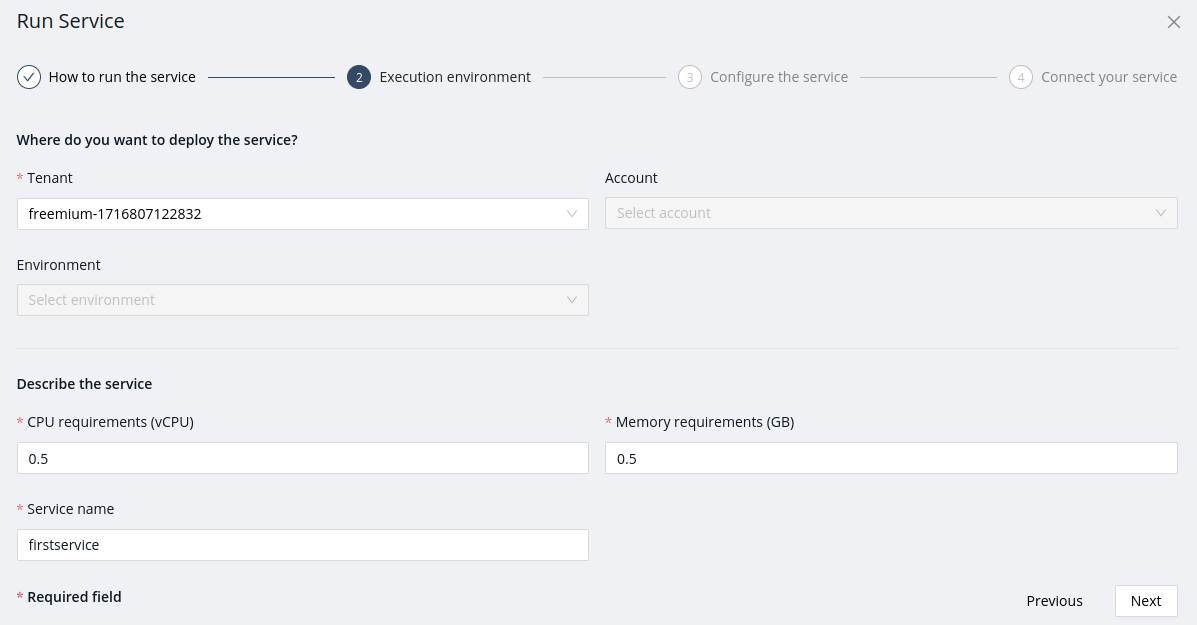 Run Service
How to run the service
2 Execution environment
3 Configure the service
4 Connect your service
Where do you want to deploy the service?
* Tenant
freemium-1716807122832
Account
Select account
Environment
Select environment
Describe the service
* CPU requirements (vCPU)
0.5
* Memory requirements (GB)
0.5
* Service name
firstservice
* Required field
Previous
Next